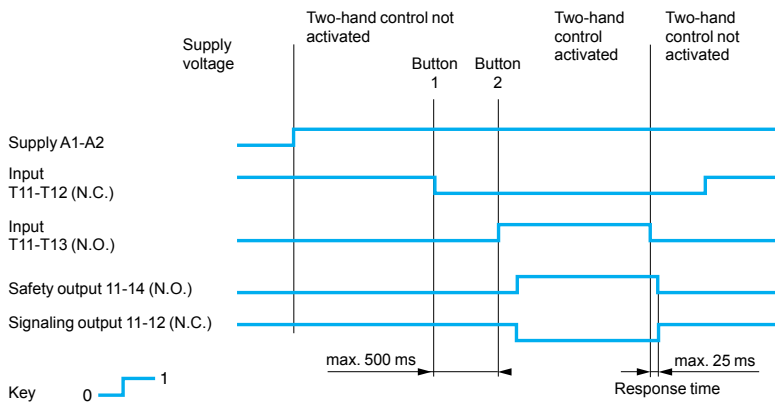 Supply
voltage
Two-hand control not
activated
Two-hand
control
activated
Two-hand
control not
activated
Button
1
Button
2
Supply A1-A2
Input
T11-T12 (N.C.)
Input
T11-T13 (N.O.)
Safety output 11-14 (N.O.)
Signaling output 11-12 (N.C.)
max. 500 ms
max. 25 ms
Response time
Key
0
1